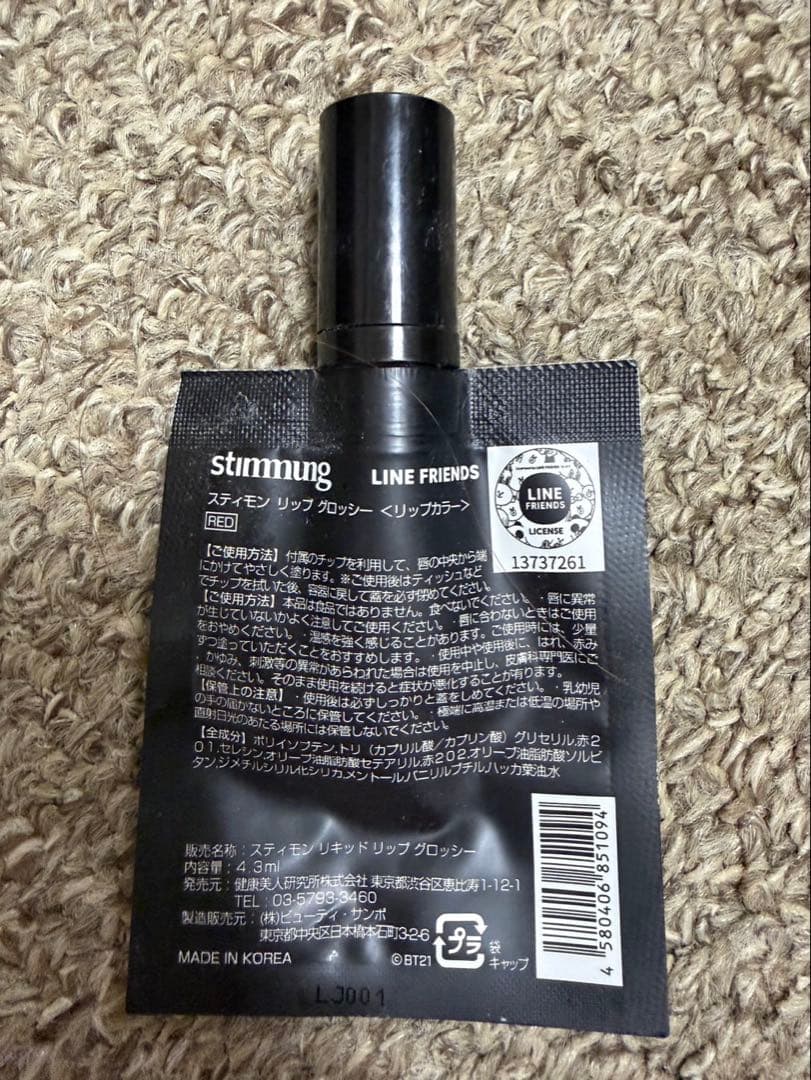 stimmung LINE FRIENDS
スティモン リップ グロッシー <リップカラー>
RED
LINE
FRIENDS
LICENSE
13737261
【ご使用方法】付属のチップを利用して、唇の中央から端
にかけてやさしく塗ります。※ご使用後はティッシュなど
でチップを拭いた後、容器に戻して蓋を必ず閉めてください。
【ご使用方法】本品は食品ではありません。食べないでください。・唇に異常
が生じていないかよく注意してご使用ください。・唇に合わないときはご使用
をおやめください。・温感を強く感じることがあります。ご使用時には、少量
ずつ塗っていただくことをおすすめします。・使用中や使用後に、はれ、赤み
、かゆみ、刺激等の異常があらわれた場合は使用を中止し、皮膚科専門医にご
相談ください。そのまま使用を続けると症状が悪化することが有ります。
【保管上の注意】・使用後は必ずしっかりと蓋をしめてください。・乳幼児
の手の届かないところに保管してください。・極端に高温または低温の場所や
直射日光のあたる場所には保管しないでください。
【全成分】ポリイソブテン,トリ（カプリル酸／カプリン酸）グリセリル,赤2
01,セレシン,オリーブ油脂肪酸セテアリル,赤202,オリーブ油脂肪酸ソルビ
タン,ジメチルシリル化シリカ,メントール,バニリルブチル,ハッカ葉油,水
販売名称：スティモン リキッド リップ グロッシー
内容量：4.3ml
発売元：健康美人研究所株式会社 東京都渋谷区恵比寿1-12-1
TEL：03-5793-3460
製造販売元：(株)ビューティ・サンポ
東京都中央区日本橋本石町3-2-6
MADE IN KOREA
©BT21
プラ
袋
キャップ
4 580406 851094
LJ001